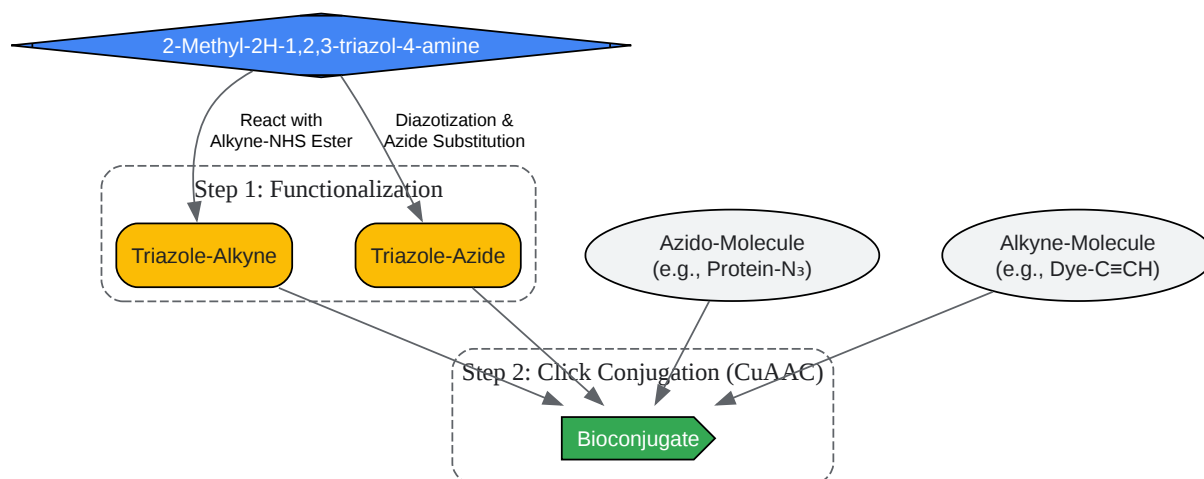 2-Methyl-2H-1,2,3-triazol-4-amine
React with
Alkyne-NHS Ester
Diazotization &
Azide Substitution
Step 1: Functionalization
Triazole-Alkyne
Triazole-Azide
Azido-Molecule
(e.g., Protein-N₃)
Alkyne-Molecule
(e.g., Dye-C≡CH)
Step 2: Click Conjugation (CuAAC)
Bioconjugate